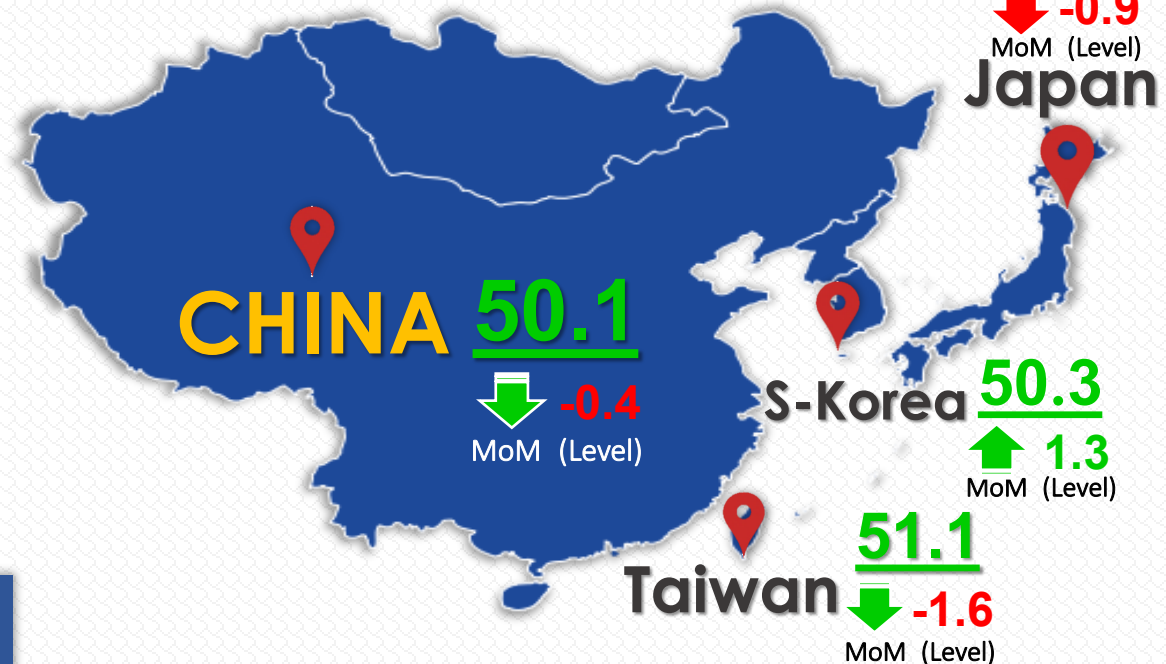 -0.9
MoM (Level)
Japan
CHINA 50.1
-0.4
MoM (Level)
S-Korea 50.3
1.3
MoM (Level)
51.1
Taiwan
-1.6
MoM (Level)